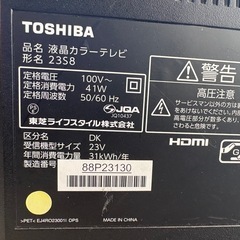 TOSHIBA
品名 液晶カラーテレビ
形名 23S8
定格電圧: 100V~
定格消費電力: 41W
定格周波数: 50/60 Hz
JQA
JQ10437
東芝ライフスタイル株式会社
区分名: DK
受信機型サイズ: 23V
年間消費電力量: 31kWh/年
製造番号:
88P23130
MADE IN CHINA
警告
高圧注意
HDMI